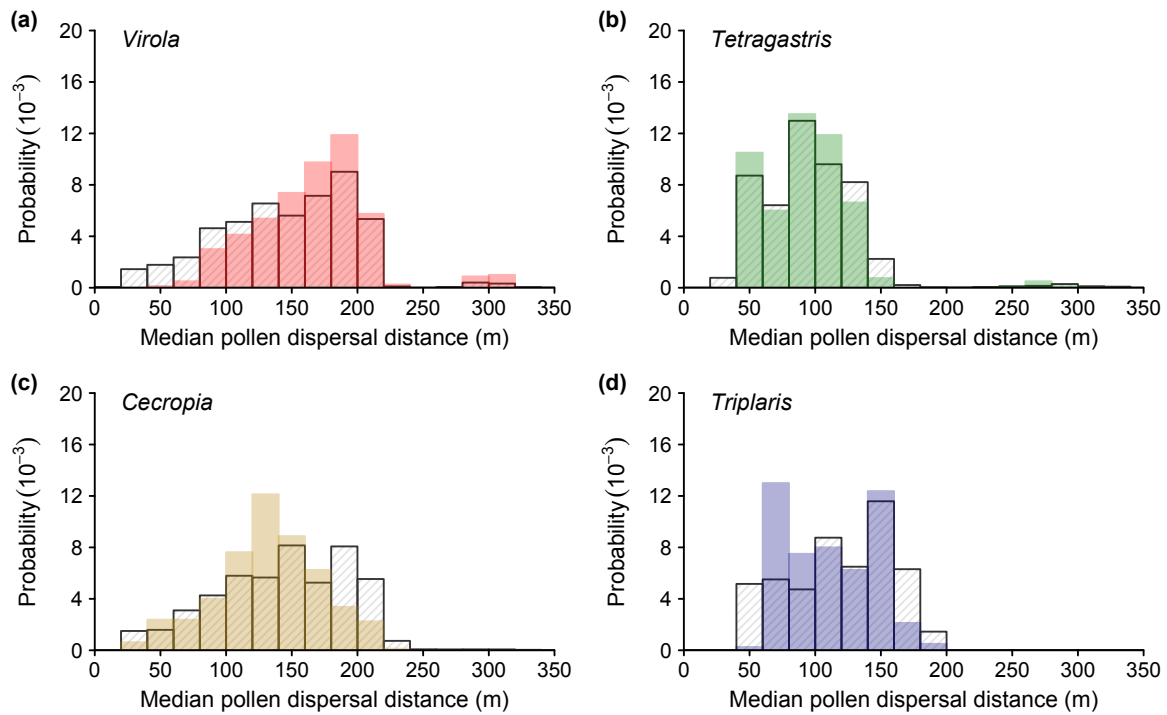 (a)
Virola
20
16
12
8
4
0
Probability (10⁻³)
0 50 100 150 200 250 300 350
Median pollen dispersal distance (m)
(b)
Tetragastris
20
16
12
8
4
0
Probability (10⁻³)
0 50 100 150 200 250 300 350
Median pollen dispersal distance (m)
(c)
Cecropia
20
16
12
8
4
0
Probability (10⁻³)
0 50 100 150 200 250 300 350
Median pollen dispersal distance (m)
(d)
Triplaris
20
16
12
8
4
0
Probability (10⁻³)
0 50 100 150 200 250 300 350
Median pollen dispersal distance (m)